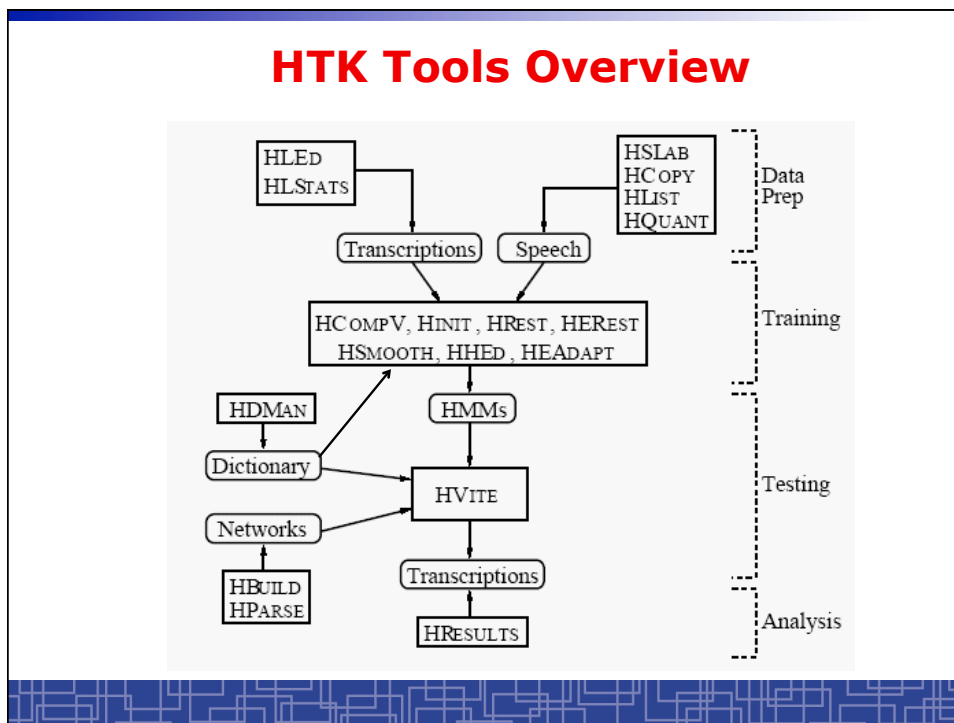 HTK Tools Overview
HLED
HLSTATS
HSLAB
HCOPY
HLIST
HQUANT
Data
Prep
Transcriptions
Speech
HCOMPV, HINIT, HREST, HEREST
HSMOOTH, HHED, HEADAPT
Training
HDMAN
HMMs
Dictionary
HVITE
Testing
Networks
Transcriptions
HBUILD
HPARSE
HRESULTS
Analysis